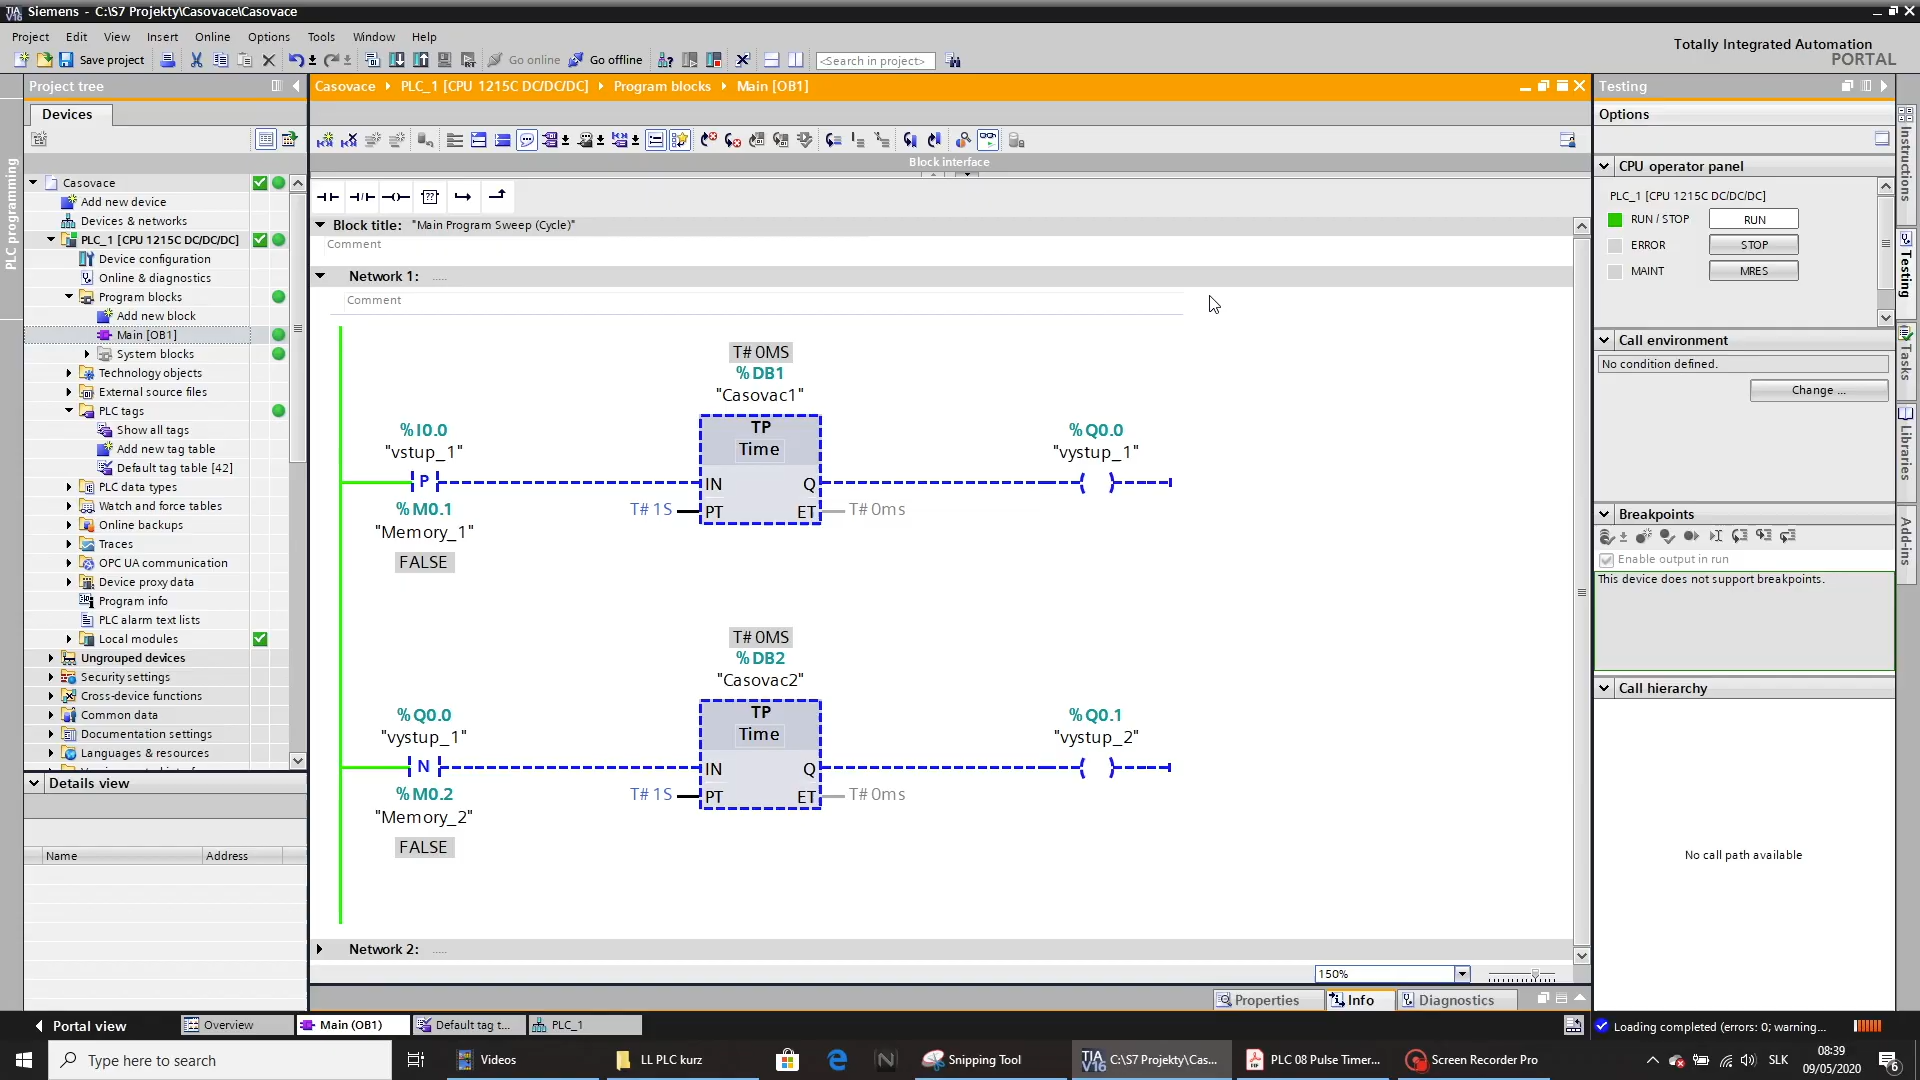 Siemens - C:\S7 Projekty\Casovace\Casovace
Project Edit View Insert Online Options Tools Window Help
Totally Integrated Automation
PORTAL
Save project
Go online
Go offline
<Search in project>
Project tree
Casovace PLC_1 [CPU 1215C DC/DC/DC] Program blocks Main [OB1]
Testing
Devices
Options
Block interface
PLC programming
Casovace
Add new device
Devices & networks
PLC_1 [CPU 1215C DC/DC/DC]
Device configuration
Online & diagnostics
Program blocks
Add new block
Main [OB1]
System blocks
Technology objects
External source files
PLC tags
Show all tags
Add new tag table
Default tag table [42]
PLC data types
Watch and force tables
Online backups
Traces
OPC UA communication
Device proxy data
Program info
PLC alarm text lists
Local modules
Ungrouped devices
Security settings
Cross-device functions
Common data
Documentation settings
Languages & resources
Details view
Name Address
Block title: "Main Program Sweep (Cycle)"
Comment
Network 1: .....
Comment
T#0MS
%DB1
"Casovac1"
%I0.0
"vstup_1"
P
%M0.1
"Memory_1"
FALSE
TP
Time
IN Q
T#1S PT ET T#0ms
%Q0.0
"vystup_1"
T#0MS
%DB2
"Casovac2"
%Q0.0
"vystup_1"
N
%M0.2
"Memory_2"
FALSE
TP
Time
IN Q
T#1S PT ET T#0ms
%Q0.1
"vystup_2"
Network 2: .....
150%
Properties Info Diagnostics
CPU operator panel
PLC_1 [CPU 1215C DC/DC/DC]
RUN / STOP RUN
ERROR STOP
MAINT MRES
Call environment
No condition defined.
Change ...
Breakpoints
Enable output in run
This device does not support breakpoints.
Call hierarchy
No call path available
Instructions
Testing
Tasks
Libraries
Add-ins
Portal view
Overview
Main (OB1)
Default tag t...
PLC_1
Loading completed (errors: 0; warning...
Type here to search
Videos
LL PLC kurz
Snipping Tool
C:\S7 Projekty\Cas...
PLC 08 Pulse Timer...
Screen Recorder Pro
SLK
08:39
09/05/2020
6